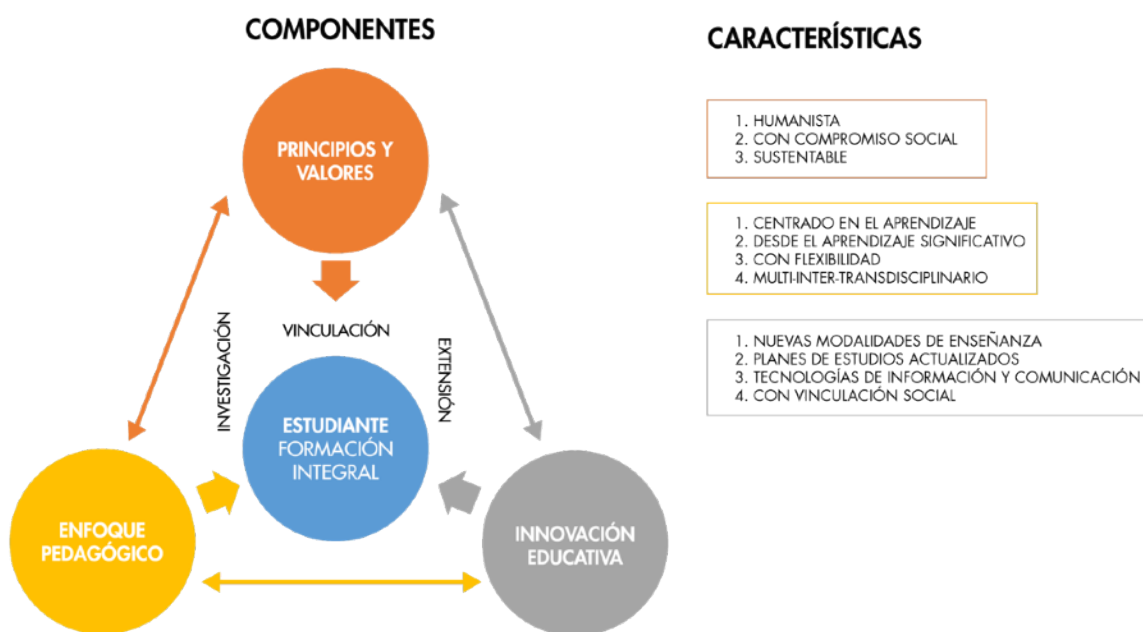 COMPONENTES
PRINCIPIOS Y
VALORES
VINCULACIÓN
INVESTIGACIÓN
EXTENSIÓN
ESTUDIANTE
FORMACIÓN
INTEGRAL
ENFOQUE
PEDAGÓGICO
INNOVACIÓN
EDUCATIVA
CARACTERÍSTICAS
1. HUMANISTA
2. CON COMPROMISO SOCIAL
3. SUSTENTABLE
1. CENTRADO EN EL APRENDIZAJE
2. DESDE EL APRENDIZAJE SIGNIFICATIVO
3. CON FLEXIBILIDAD
4. MULTI-INTER-TRANSDISCIPLINARIO
1. NUEVAS MODALIDADES DE ENSEÑANZA
2. PLANES DE ESTUDIOS ACTUALIZADOS
3. TECNOLOGÍAS DE INFORMACIÓN Y COMUNICACIÓN
4. CON VINCULACIÓN SOCIAL